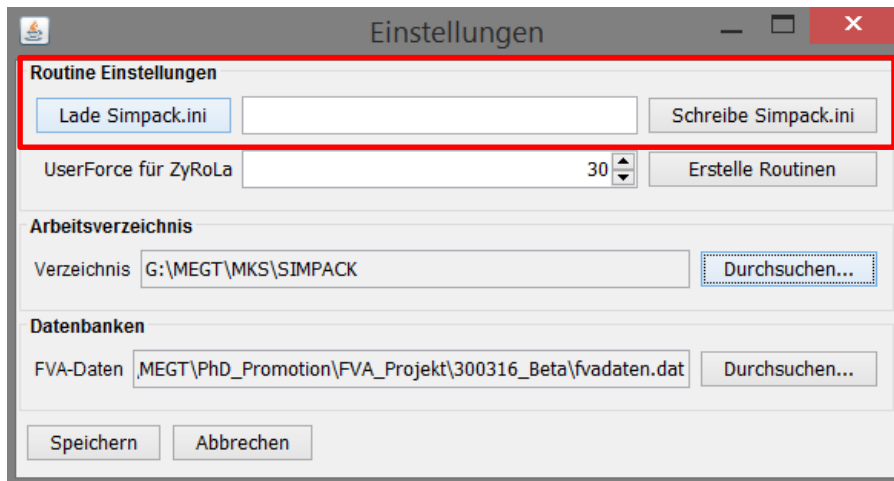 Einstellungen
Routine Einstellungen
Lade Simpack.ini Schreibe Simpack.ini
UserForce für ZyRoLa 30 Erstelle Routinen
Arbeitsverzeichnis
Verzeichnis G:\MEGT\MKS\SIMPACK Durchsuchen...
Datenbanken
FVA-Daten MEGT\PhD_Promotion\FVA_Projekt\300316_Beta\fvadaten.dat Durchsuchen...
Speichern Abbrechen